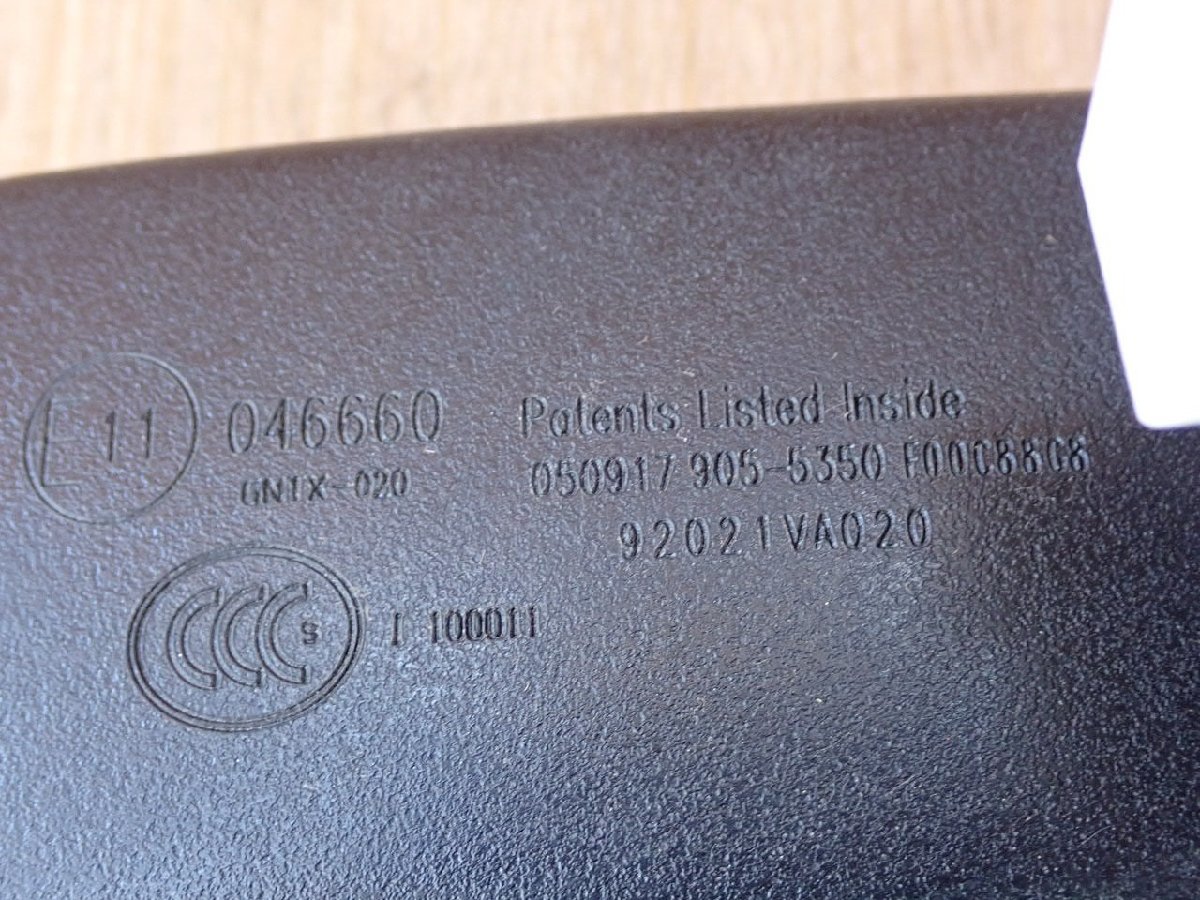 E11 046660
GNTX-020
Patents Listed Inside
050917 905-5350 F00C88C8
92021VA020
CCC S I 100011